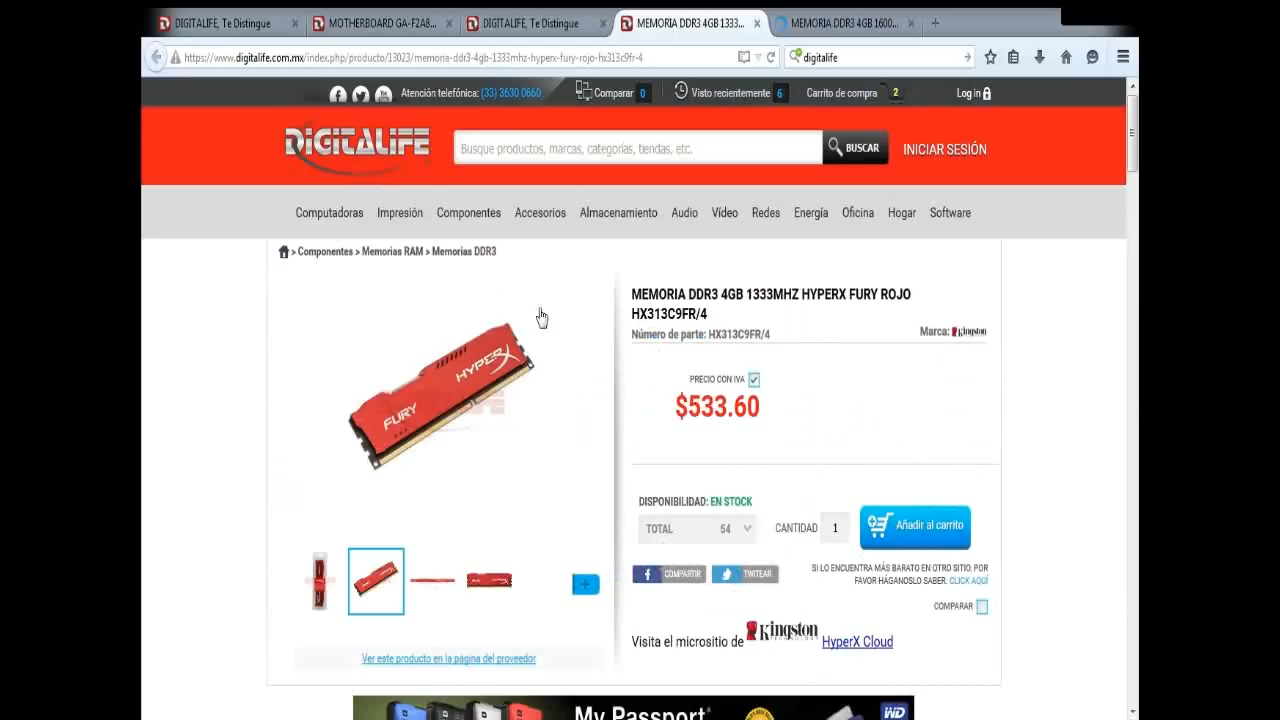 DIGITALIFE, Te Distingue
MOTHERBOARD GA-F2A8...
DIGITALIFE, Te Distingue
MEMORIA DDR3 4GB 1333...
MEMORIA DDR3 4GB 1600...
https://www.digitalife.com.mx/index.php/producto/13023/memoria-ddr3-4gb-1333mhz-hyperx-fury-rojo-hx313c9fr-4
digitalife
Atención telefónica: (33) 3630 0660
Comparar 0
Visto recientemente 6
Carrito de compra 2
Log in
DIGITALIFE
Busque productos, marcas, categorías, tiendas, etc.
BUSCAR
INICIAR SESIÓN
Computadoras Impresión Componentes Accesorios Almacenamiento Audio Vídeo Redes Energía Oficina Hogar Software
> Componentes > Memorias RAM > Memorias DDR3
FURY HYPERX
MEMORIA DDR3 4GB 1333MHZ HYPERX FURY ROJO
HX313C9FR/4
Número de parte: HX313C9FR/4
Marca: Kingston
PRECIO CON IVA
$533.60
DISPONIBILIDAD: EN STOCK
TOTAL 54
CANTIDAD 1
Añadir al carrito
COMPARTIR
TWITEAR
SI LO ENCUENTRA MÁS BARATO EN OTRO SITIO, POR
FAVOR HÁGANOSLO SABER. CLICK AQUÍ
COMPARAR
Visita el micrositio de Kingston HyperX Cloud
Ver este producto en la página del proveedor
My Passport
WD